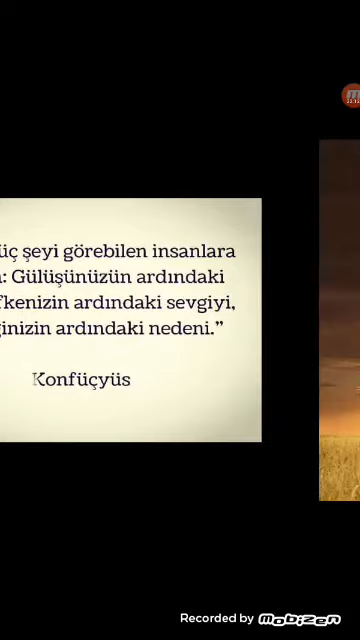 üç şeyi görebilen insanlara
: Gülüşünüzün ardındaki
fkenizin ardındaki sevgiyi,
ğinizin ardındaki nedeni.”
Konfüçyüs
Recorded by mobizen